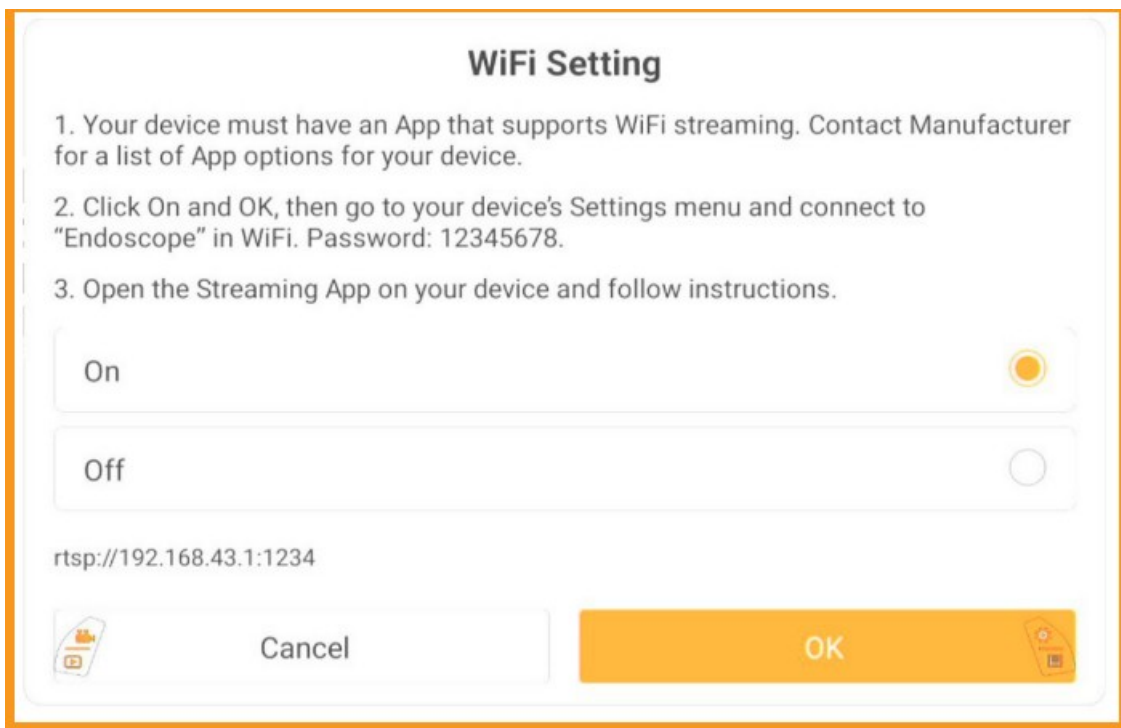 WiFi Setting
1. Your device must have an App that supports WiFi streaming. Contact Manufacturer
for a list of App options for your device.
2. Click On and OK, then go to your device’s Settings menu and connect to
“Endoscope” in WiFi. Password: 12345678.
3. Open the Streaming App on your device and follow instructions.
On
Off
rtsp://192.168.43.1:1234
Cancel
OK